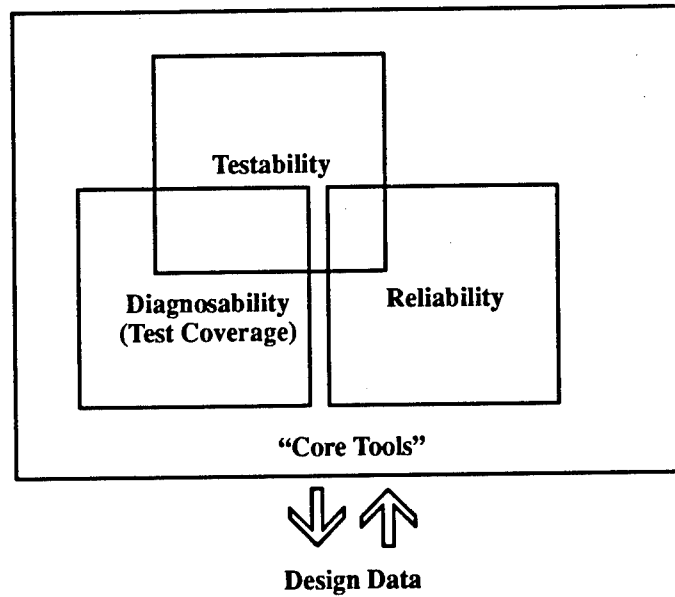 Testability
Diagnosability
(Test Coverage)
Reliability
“Core Tools”
Design Data